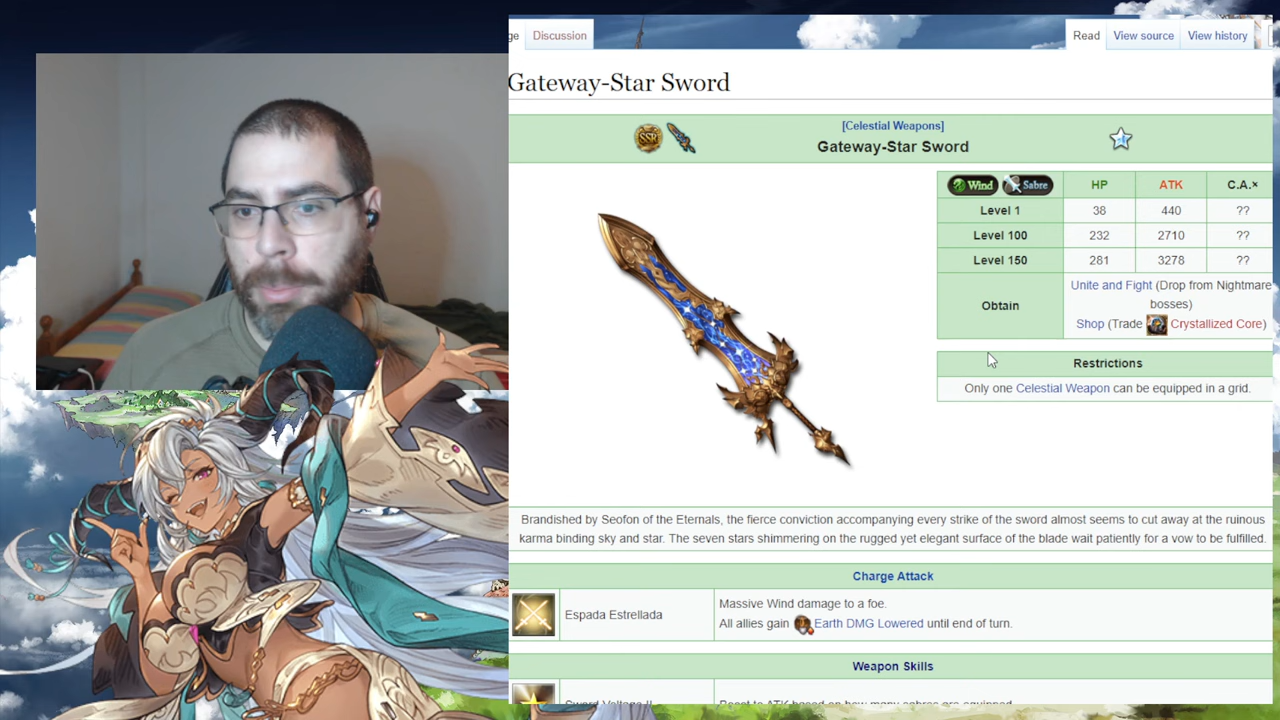 ge Discussion Read View source View history
Gateway-Star Sword
[Celestial Weapons]
SSR Gateway-Star Sword
Wind Sabre HP ATK C.A.×
Level 1 38 440 ??
Level 100 232 2710 ??
Level 150 281 3278 ??
Obtain Unite and Fight (Drop from Nightmare
bosses)
Shop (Trade Crystallized Core)
Restrictions
Only one Celestial Weapon can be equipped in a grid.
Brandished by Seofon of the Eternals, the fierce conviction accompanying every strike of the sword almost seems to cut away at the ruinous
karma binding sky and star. The seven stars shimmering on the rugged yet elegant surface of the blade wait patiently for a vow to be fulfilled.
Charge Attack
Espada Estrellada
Massive Wind damage to a foe.
All allies gain Earth DMG Lowered until end of turn.
Weapon Skills